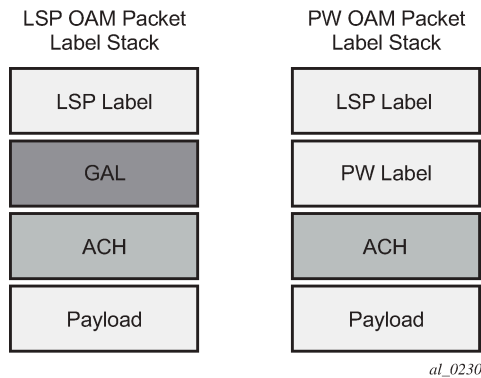 LSP OAM Packet
Label Stack
LSP Label
GAL
ACH
Payload
PW OAM Packet
Label Stack
LSP Label
PW Label
ACH
Payload
al_0230